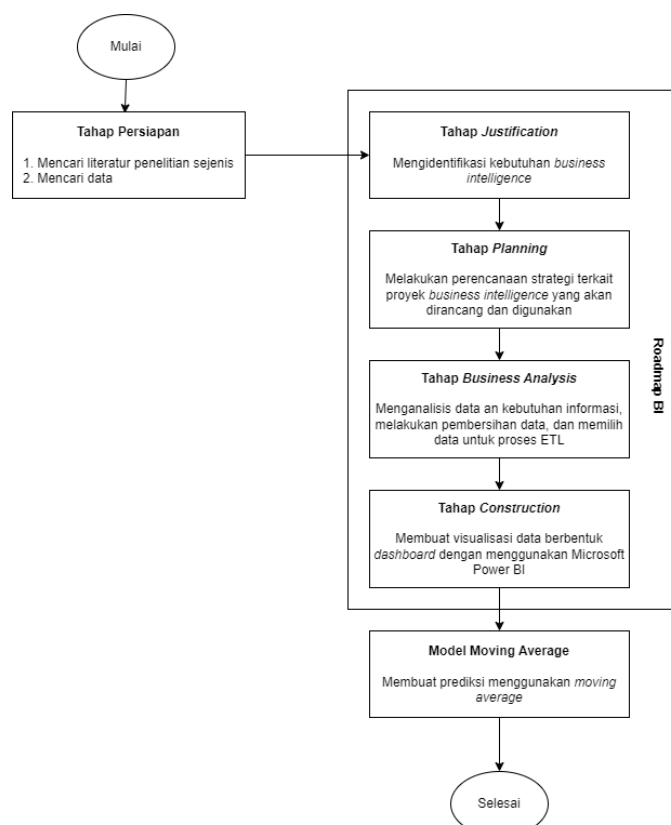 Mulai
Tahap Persiapan
1. Mencari literatur penelitian sejenis
2. Mencari data
Tahap Justification
Mengidentifikasi kebutuhan business
intelligence
Tahap Planning
Melakukan perencanaan strategi terkait
proyek business intelligence yang akan
dirancang dan digunakan
Tahap Business Analysis
Menganalisis data an kebutuhan informasi,
melakukan pembersihan data, dan memilih
data untuk proses ETL
Tahap Construction
Membuat visualisasi data berbentuk
dashboard dengan menggunakan Microsoft
Power BI
Roadmap BI
Model Moving Average
Membuat prediksi menggunakan moving
average
Selesai